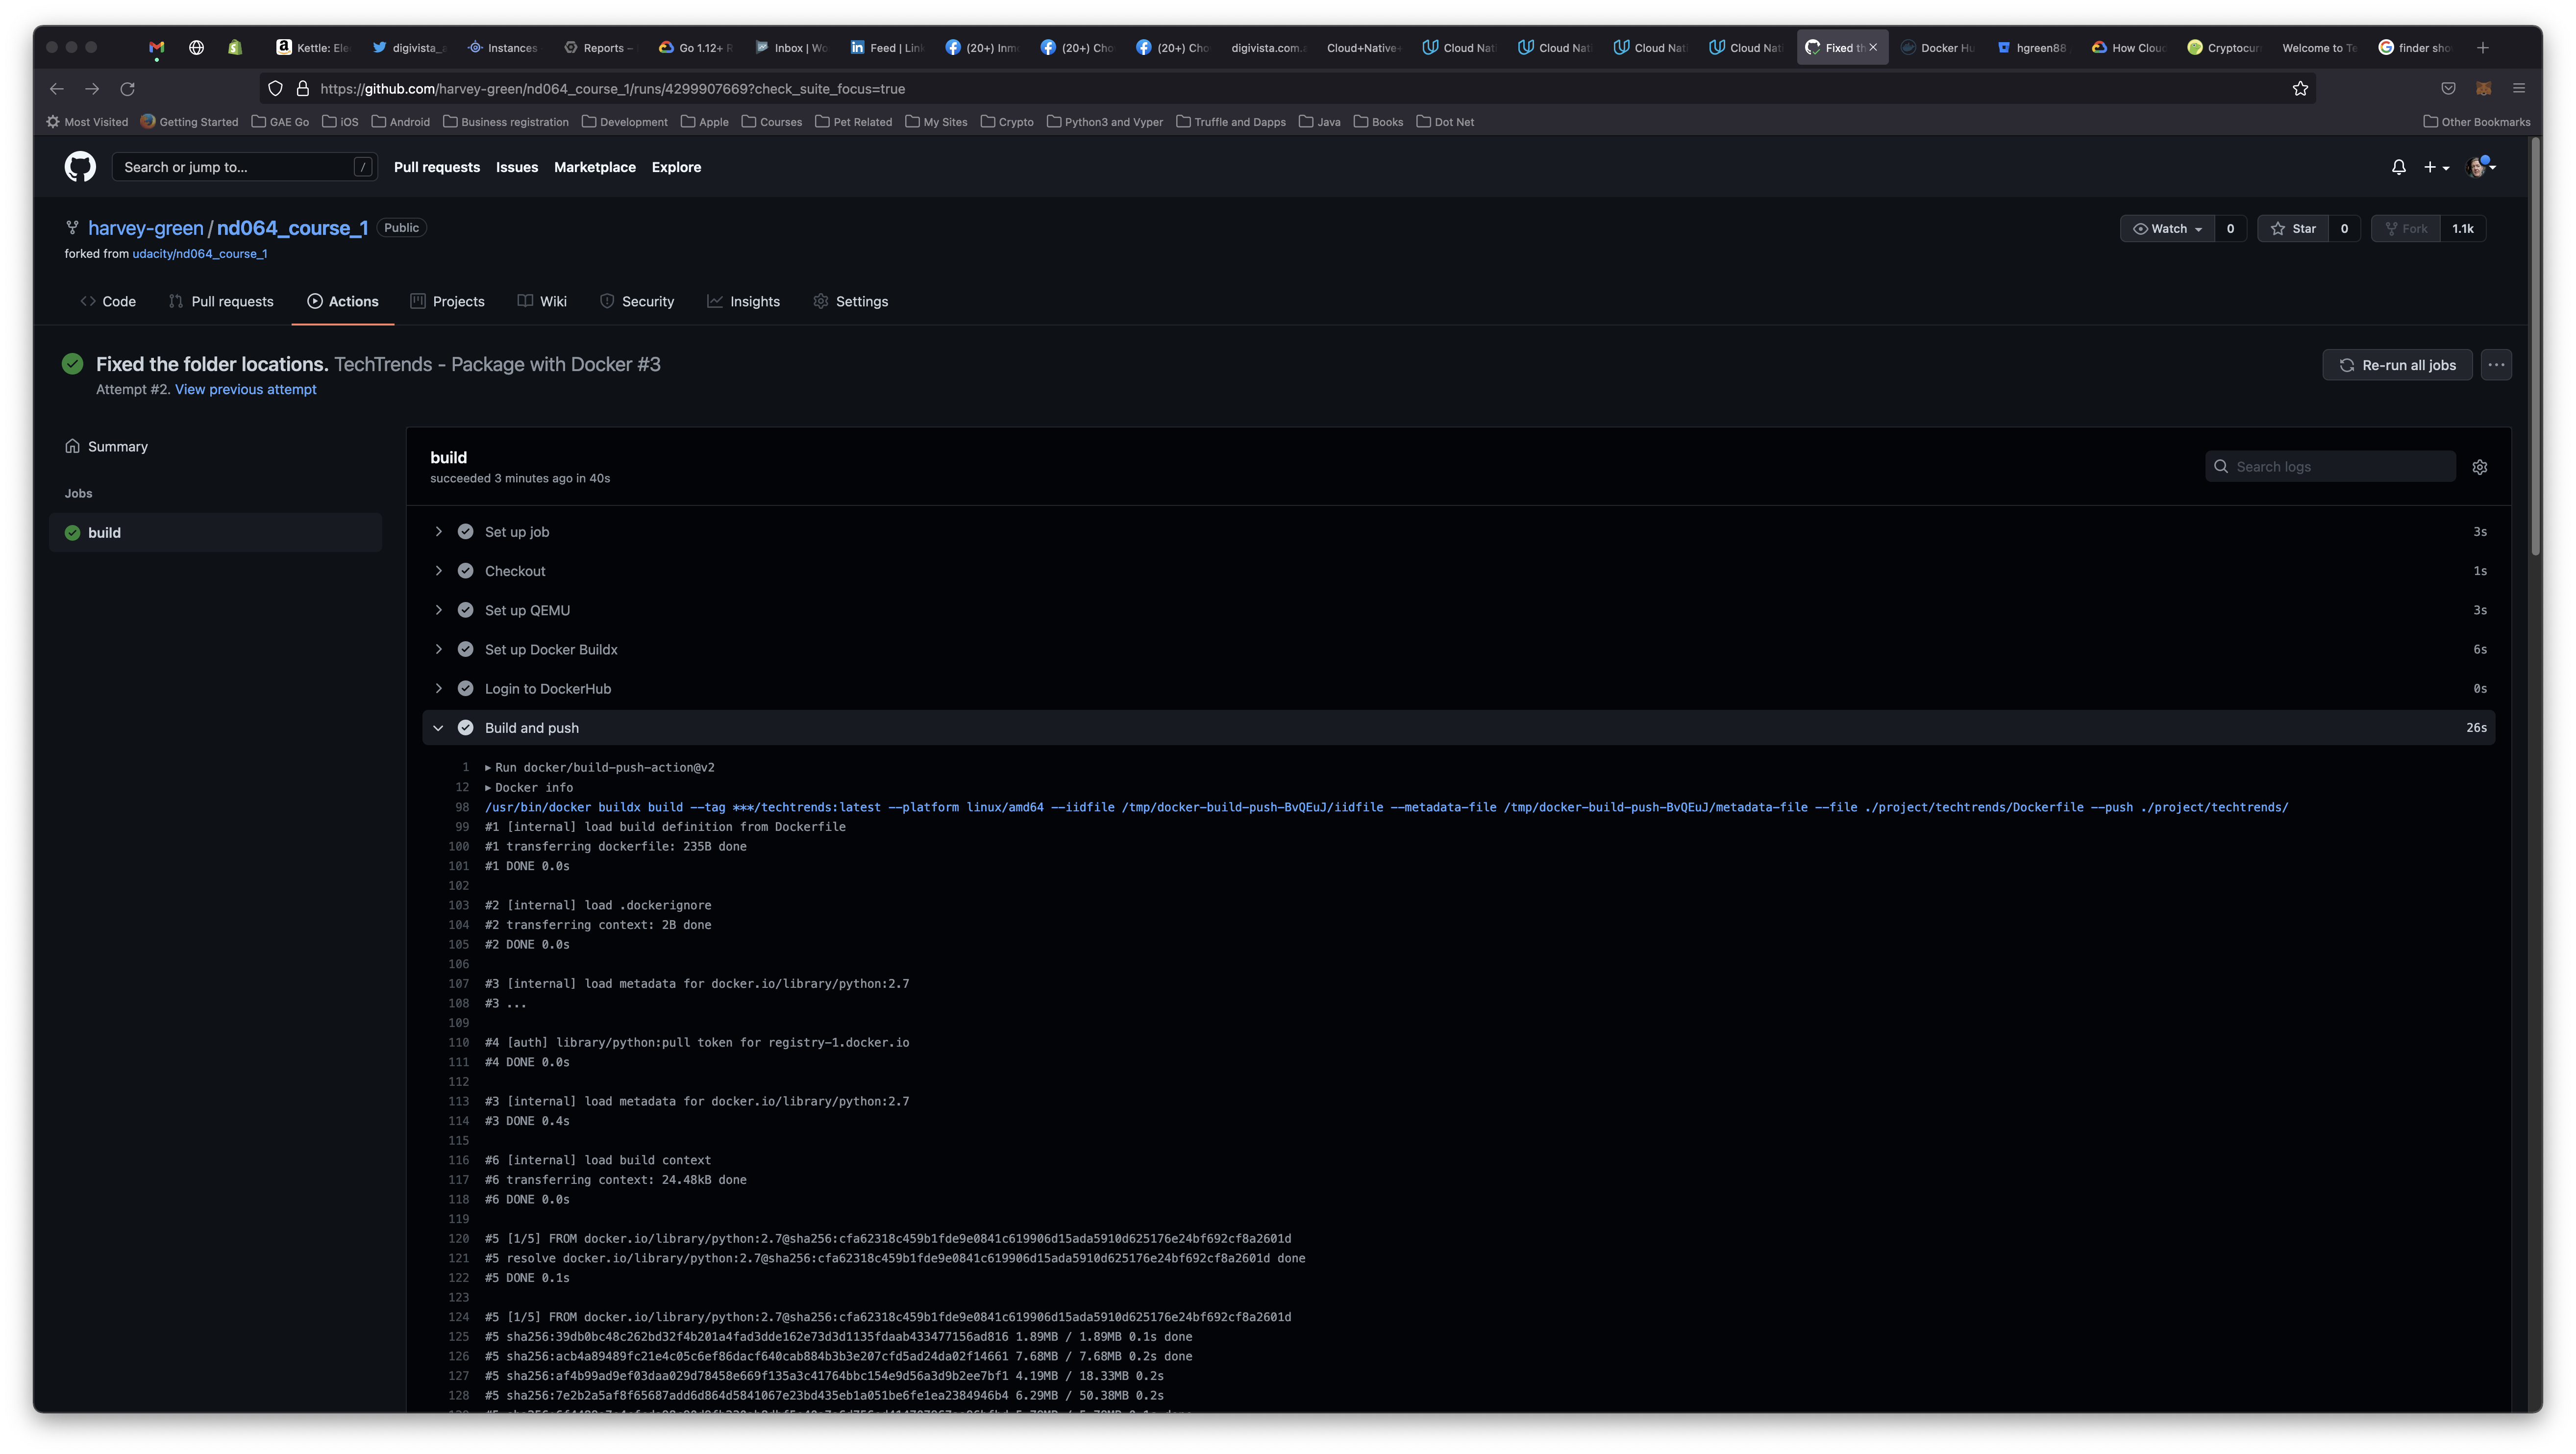 Kettle: Ele
digivista_
Instances
Reports –
Go 1.12+ R
Inbox | Wo
Feed | Link
(20+) Inmo
(20+) Cho
(20+) Cho
digivista.com.
Cloud+Native+
Cloud Nati
Cloud Nati
Cloud Nati
Cloud Nati
Fixed th
Docker Hu
hgreen88
How Cloud
Cryptocur
Welcome to Te
finder sho
https://github.com/harvey-green/nd064_course_1/runs/4299907669?check_suite_focus=true
Most Visited Getting Started GAE Go iOS Android Business registration Development Apple Courses Pet Related My Sites Crypto Python3 and Vyper Truffle and Dapps Java Books Dot Net Other Bookmarks
Search or jump to... / Pull requests Issues Marketplace Explore
harvey-green / nd064_course_1 Public
Watch 0 Star 0 Fork 1.1k
forked from udacity/nd064_course_1
Code Pull requests Actions Projects Wiki Security Insights Settings
Fixed the folder locations. TechTrends - Package with Docker #3
Re-run all jobs
Attempt #2. View previous attempt
Summary
Jobs
build
build
succeeded 3 minutes ago in 40s
Search logs
Set up job 3s
Checkout 1s
Set up QEMU 3s
Set up Docker Buildx 6s
Login to DockerHub 0s
Build and push 26s
1 ▸ Run docker/build-push-action@v2
12 ▸ Docker info
98 /usr/bin/docker buildx build --tag ***/techtrends:latest --platform linux/amd64 --iidfile /tmp/docker-build-push-BvQEuJ/iidfile --metadata-file /tmp/docker-build-push-BvQEuJ/metadata-file --file ./project/techtrends/Dockerfile --push ./project/techtrends/
99 #1 [internal] load build definition from Dockerfile
100 #1 transferring dockerfile: 235B done
101 #1 DONE 0.0s
102
103 #2 [internal] load .dockerignore
104 #2 transferring context: 2B done
105 #2 DONE 0.0s
106
107 #3 [internal] load metadata for docker.io/library/python:2.7
108 #3 ...
109
110 #4 [auth] library/python:pull token for registry-1.docker.io
111 #4 DONE 0.0s
112
113 #3 [internal] load metadata for docker.io/library/python:2.7
114 #3 DONE 0.4s
115
116 #6 [internal] load build context
117 #6 transferring context: 24.48kB done
118 #6 DONE 0.0s
119
120 #5 [1/5] FROM docker.io/library/python:2.7@sha256:cfa62318c459b1fde9e0841c619906d15ada5910d625176e24bf692cf8a2601d
121 #5 resolve docker.io/library/python:2.7@sha256:cfa62318c459b1fde9e0841c619906d15ada5910d625176e24bf692cf8a2601d done
122 #5 DONE 0.1s
123
124 #5 [1/5] FROM docker.io/library/python:2.7@sha256:cfa62318c459b1fde9e0841c619906d15ada5910d625176e24bf692cf8a2601d
125 #5 sha256:39db0bc48c262bd32f4b201a4fad3dde162e73d3d1135fdaab433477156ad816 1.89MB / 1.89MB 0.1s done
126 #5 sha256:acb4a89489fc21e4c05c6ef86dacf640cab884b3b3e207cfd5ad24da02f14661 7.68MB / 7.68MB 0.2s done
127 #5 sha256:af4b99ad9ef03daa029d78458e669f135a3c41764bbc154e9d56a3d9b2ee7bf1 4.19MB / 18.33MB 0.2s
128 #5 sha256:7e2b2a5af8f65687add6d864d5841067e23bd435eb1a051be6fe1ea2384946b4 6.29MB / 50.38MB 0.2s